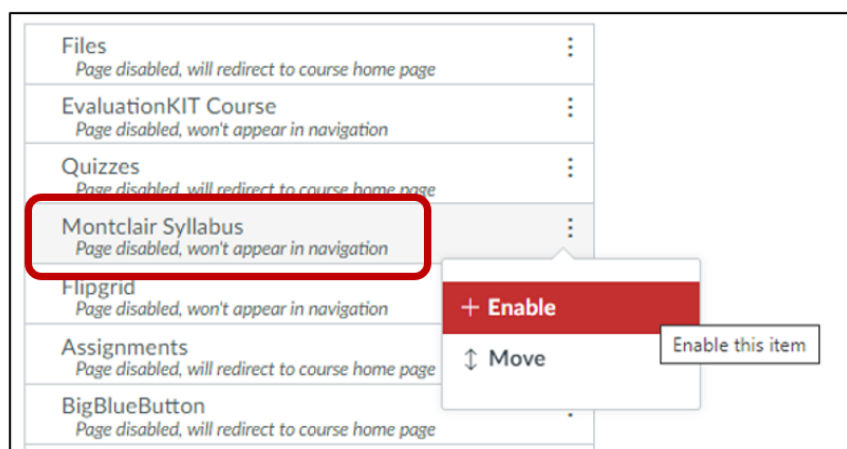 Files
Page disabled, will redirect to course home page
EvaluationKIT Course
Page disabled, won't appear in navigation
Quizzes
Page disabled, will redirect to course home page
Montclair Syllabus
Page disabled, won't appear in navigation
Flipgrid
Page disabled, won't appear in navigation
+ Enable
Enable this item
Move
Assignments
Page disabled, will redirect to course home page
BigBlueButton
Page disabled, will redirect to course home page